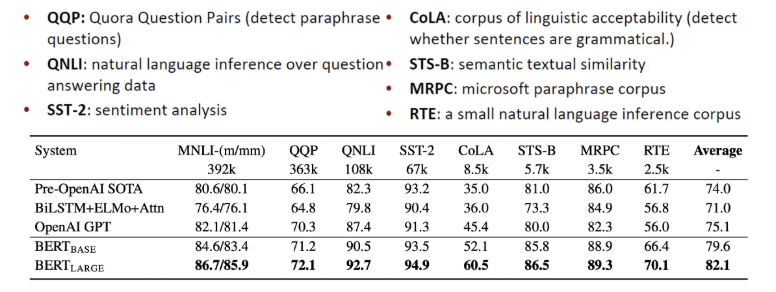 • QQP: Quora Question Pairs (detect paraphrase questions)
• QNLI: natural language inference over question answering data
• SST-2: sentiment analysis
• CoLA: corpus of linguistic acceptability (detect whether sentences are grammatical.)
• STS-B: semantic textual similarity
• MRPC: microsoft paraphrase corpus
• RTE: a small natural language inference corpus
System MNLI-(m/mm) QQP QNLI SST-2 CoLA STS-B MRPC RTE Average
392k 363k 108k 67k 8.5k 5.7k 3.5k 2.5k -
Pre-OpenAI SOTA 80.6/80.1 66.1 82.3 93.2 35.0 81.0 86.0 61.7 74.0
BiLSTM+ELMo+Attn 76.4/76.1 64.8 79.8 90.4 36.0 73.3 84.9 56.8 71.0
OpenAI GPT 82.1/81.4 70.3 87.4 91.3 45.4 80.0 82.3 56.0 75.1
BERTBASE 84.6/83.4 71.2 90.5 93.5 52.1 85.8 88.9 66.4 79.6
BERTLARGE 86.7/85.9 72.1 92.7 94.9 60.5 86.5 89.3 70.1 82.1